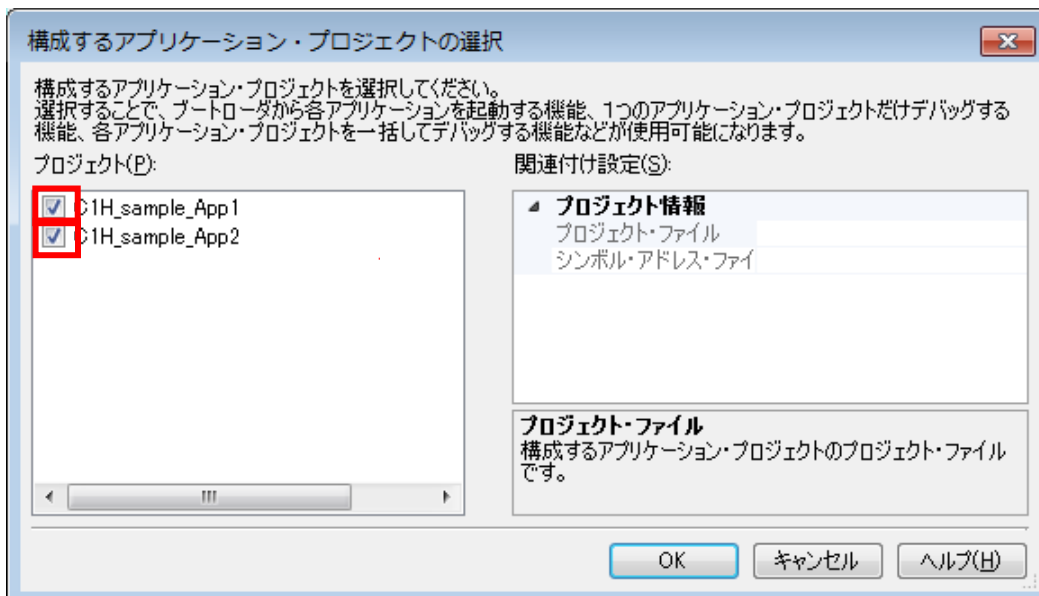 構成するアプリケーション・プロジェクトの選択
構成するアプリケーション・プロジェクトを選択してください。
選択することで、ブートローダから各アプリケーションを起動する機能、1つのアプリケーション・プロジェクトだけデバッグする
機能、各アプリケーション・プロジェクトを一括してデバッグする機能などが使用可能になります。
プロジェクト(P):
C1H_sample_App1
C1H_sample_App2
関連付け設定(S):
プロジェクト情報
プロジェクト・ファイル
シンボル・アドレス・ファイ
プロジェクト・ファイル
構成するアプリケーション・プロジェクトのプロジェクト・ファイル
です。
OK
キャンセル
ヘルプ(H)